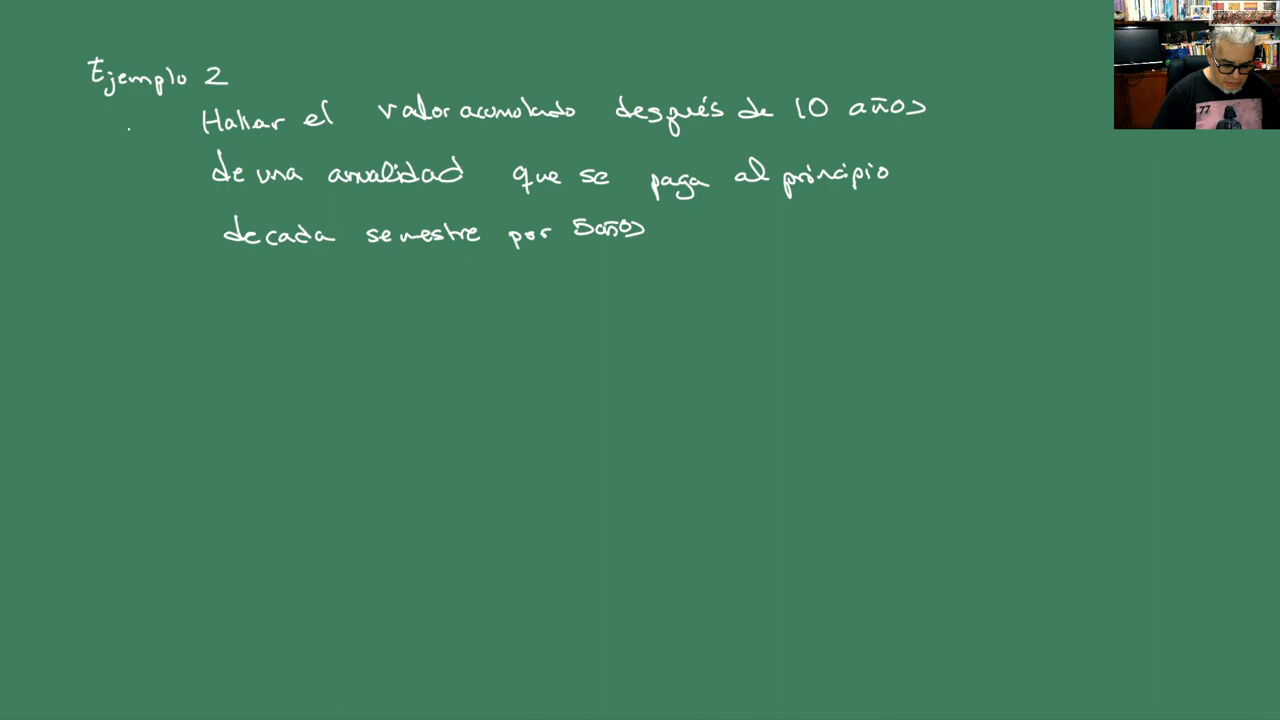 Ejemplo 2
Hallar el valor acumulado después de 10 años
de una anualidad que se paga al principio
de cada semestre por 5 años
77